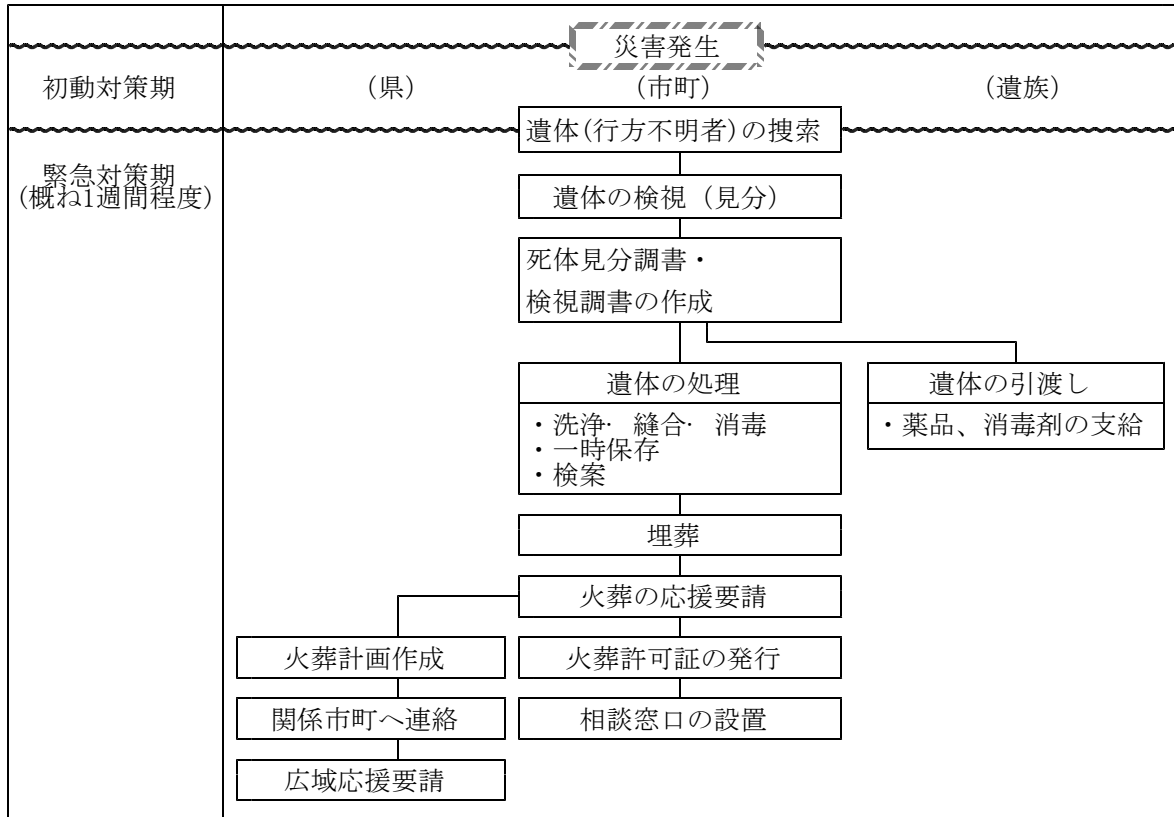 災害発生
初動対策期
(県)
(市町)
(遺族)
遺体(行方不明者)の捜索
緊急対策期
(概ね1週間程度)
遺体の検視(見分)
死体見分調書・
検視調書の作成
遺体の処理
・洗浄・縫合・消毒
・一時保存
・検案
遺体の引渡し
・薬品、消毒剤の支給
埋葬
火葬の応援要請
火葬計画作成
火葬許可証の発行
関係市町へ連絡
相談窓口の設置
広域応援要請